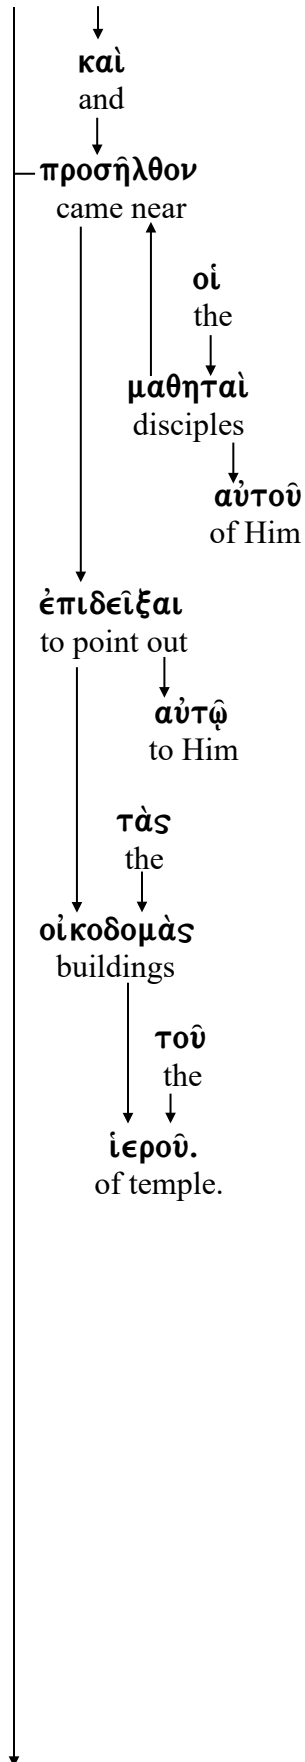 καὶ
and
προσῆλθον
came near
οἱ
the
μαθηταὶ
disciples
αὐτοῦ
of Him
ἐπιδεῖξαι
to point out
αὐτῷ
to Him
τὰς
the
οἰκοδομὰς
buildings
τοῦ
the
ἱεροῦ.
of temple.